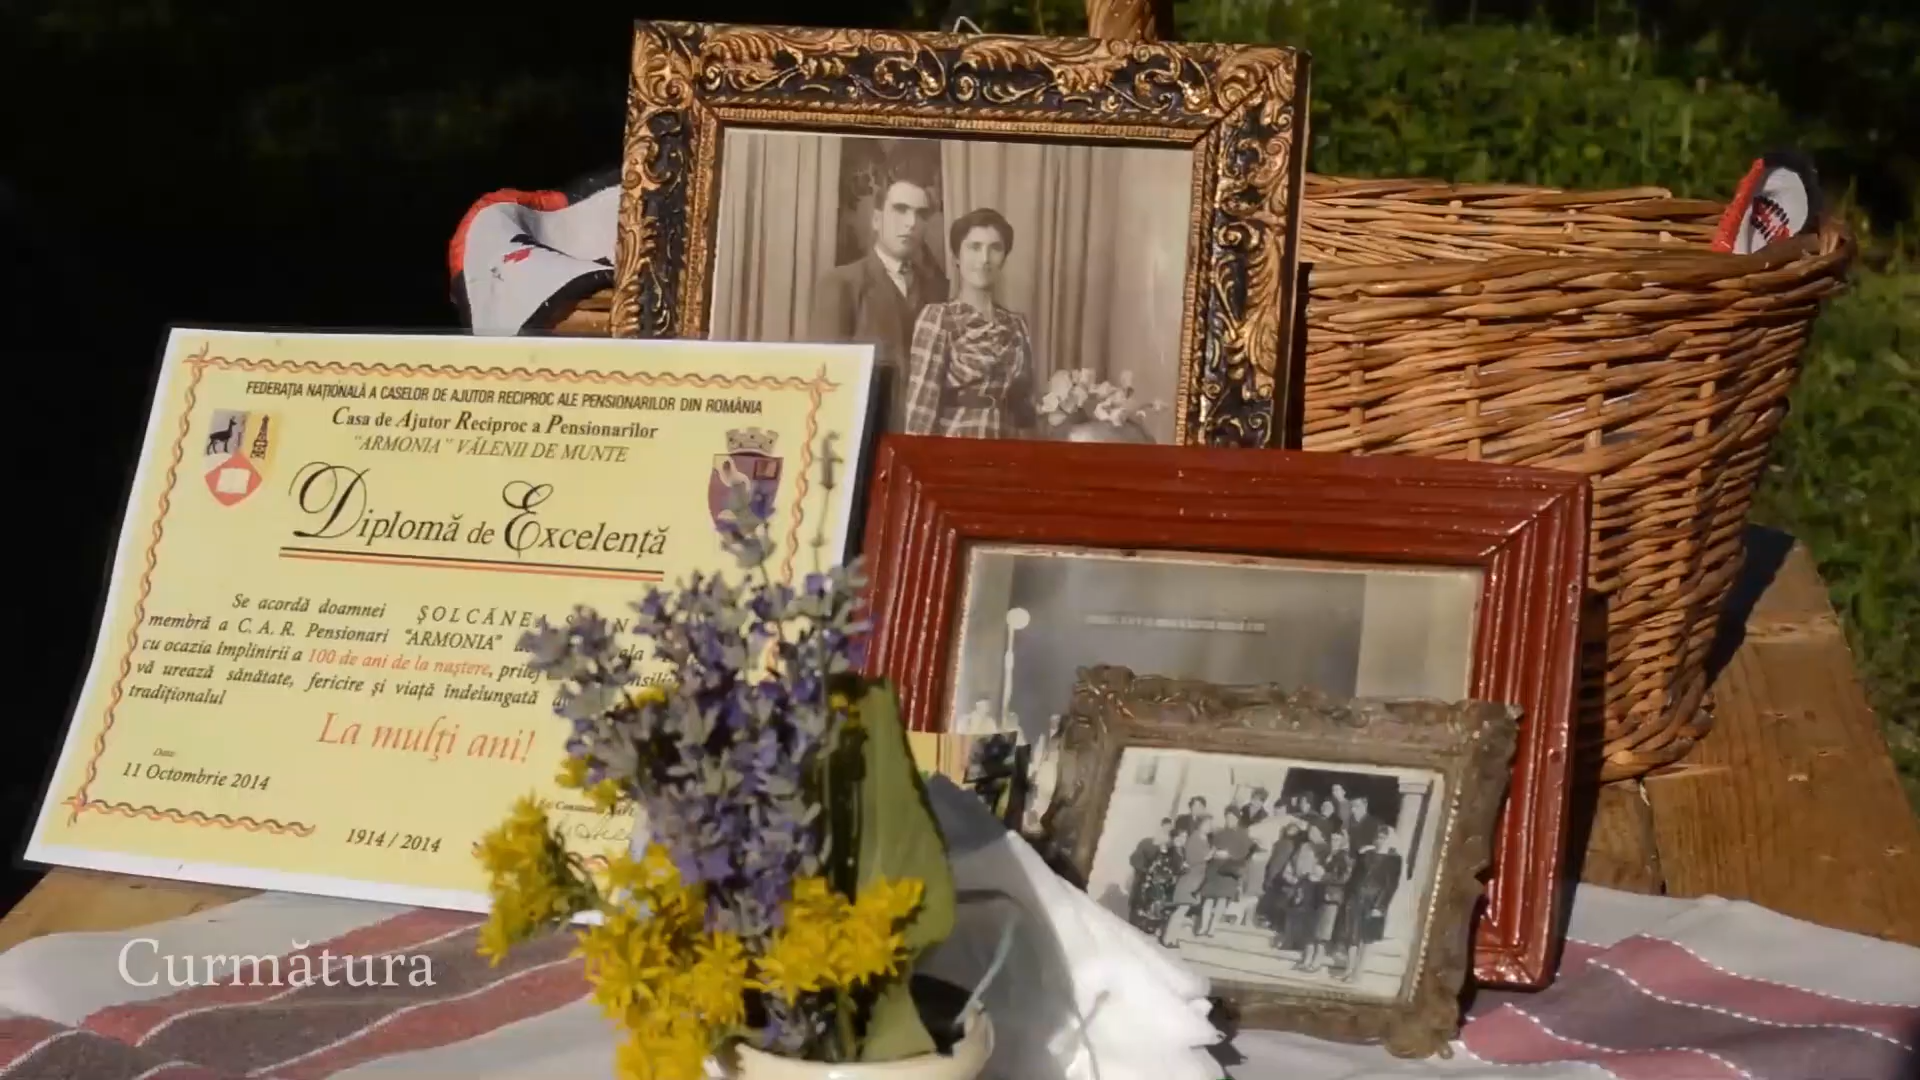 FEDERAȚIA NAȚIONALĂ A CASELOR DE AJUTOR RECIPROC ALE PENSIONARILOR DIN ROMÂNIA
Casa de Ajutor Reciproc a Pensionarilor
"ARMONIA" VĂLENII DE MUNTE
Diplomă de Excelență
Se acordă doamnei ŞOLCĂNEA
membră a C. A. R. Pensionari "ARMONIA"
cu ocazia împlinirii a 100 de ani de la naștere,
vă urează sănătate, fericire și viață îndelungată
tradiționalul
La mulți ani!
Data:
11 Octombrie 2014
1914 / 2014
Curmătura